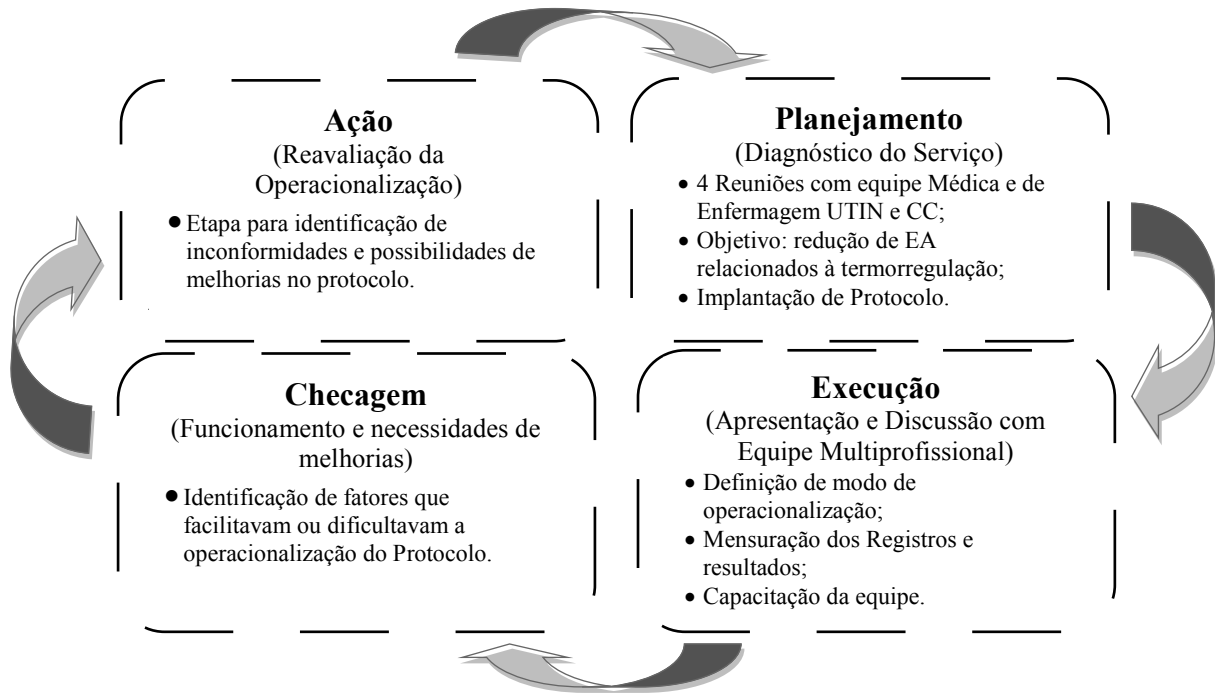 Ação
(Reavaliação da
Operacionalização)
● Etapa para identificação de
inconformidades e possibilidades de
melhorias no protocolo.
Planejamento
(Diagnóstico do Serviço)
• 4 Reuniões com equipe Médica e de
Enfermagem UTIN e CC;
• Objetivo: redução de EA
relacionados à termorregulação;
• Implantação de Protocolo.
Checagem
(Funcionamento e necessidades de
melhorias)
● Identificação de fatores que
facilitavam ou dificultavam a
operacionalização do Protocolo.
Execução
(Apresentação e Discussão com
Equipe Multiprofissional)
• Definição de modo de
operacionalização;
• Mensuração dos Registros e
resultados;
• Capacitação da equipe.